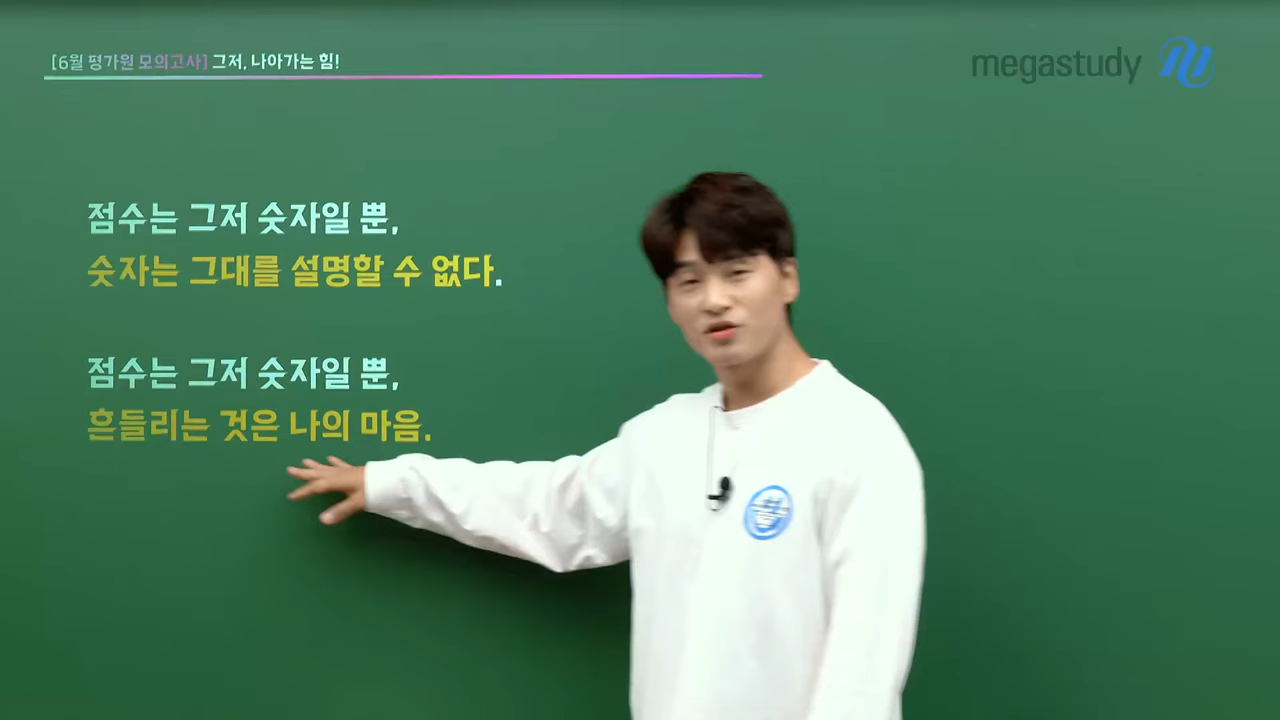 [6월 평가원 모의고사] 그저, 나아가는 힘!
megastudy
점수는 그저 숫자일 뿐,
숫자는 그대를 설명할 수 없다.
점수는 그저 숫자일 뿐,
흔들리는 것은 나의 마음.